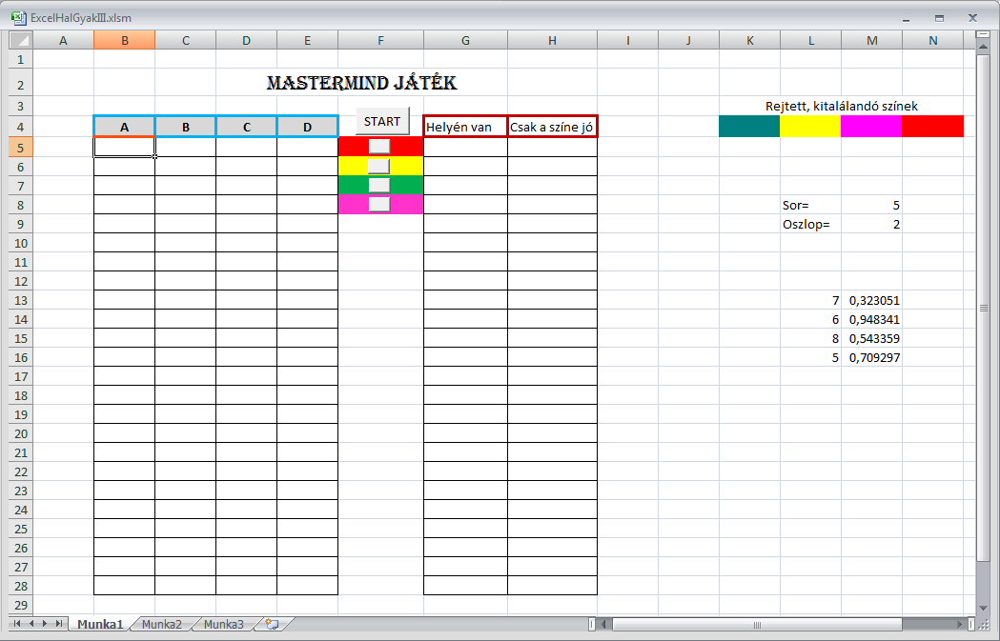 ExcelHalGyakIII.xlsm
A B C D E F G H I J K L M N
1
2 MASTERMIND JÁTÉK
3 Rejtett, kitalálandó színek
4 A B C D START Helyén van Csak a színe jó
5
6
7
8 Sor= 5
9 Oszlop= 2
10
11
12
13 7 0,323051
14 6 0,948341
15 8 0,543359
16 5 0,709297
17
18
19
20
21
22
23
24
25
26
27
28
29
Munka1 Munka2 Munka3